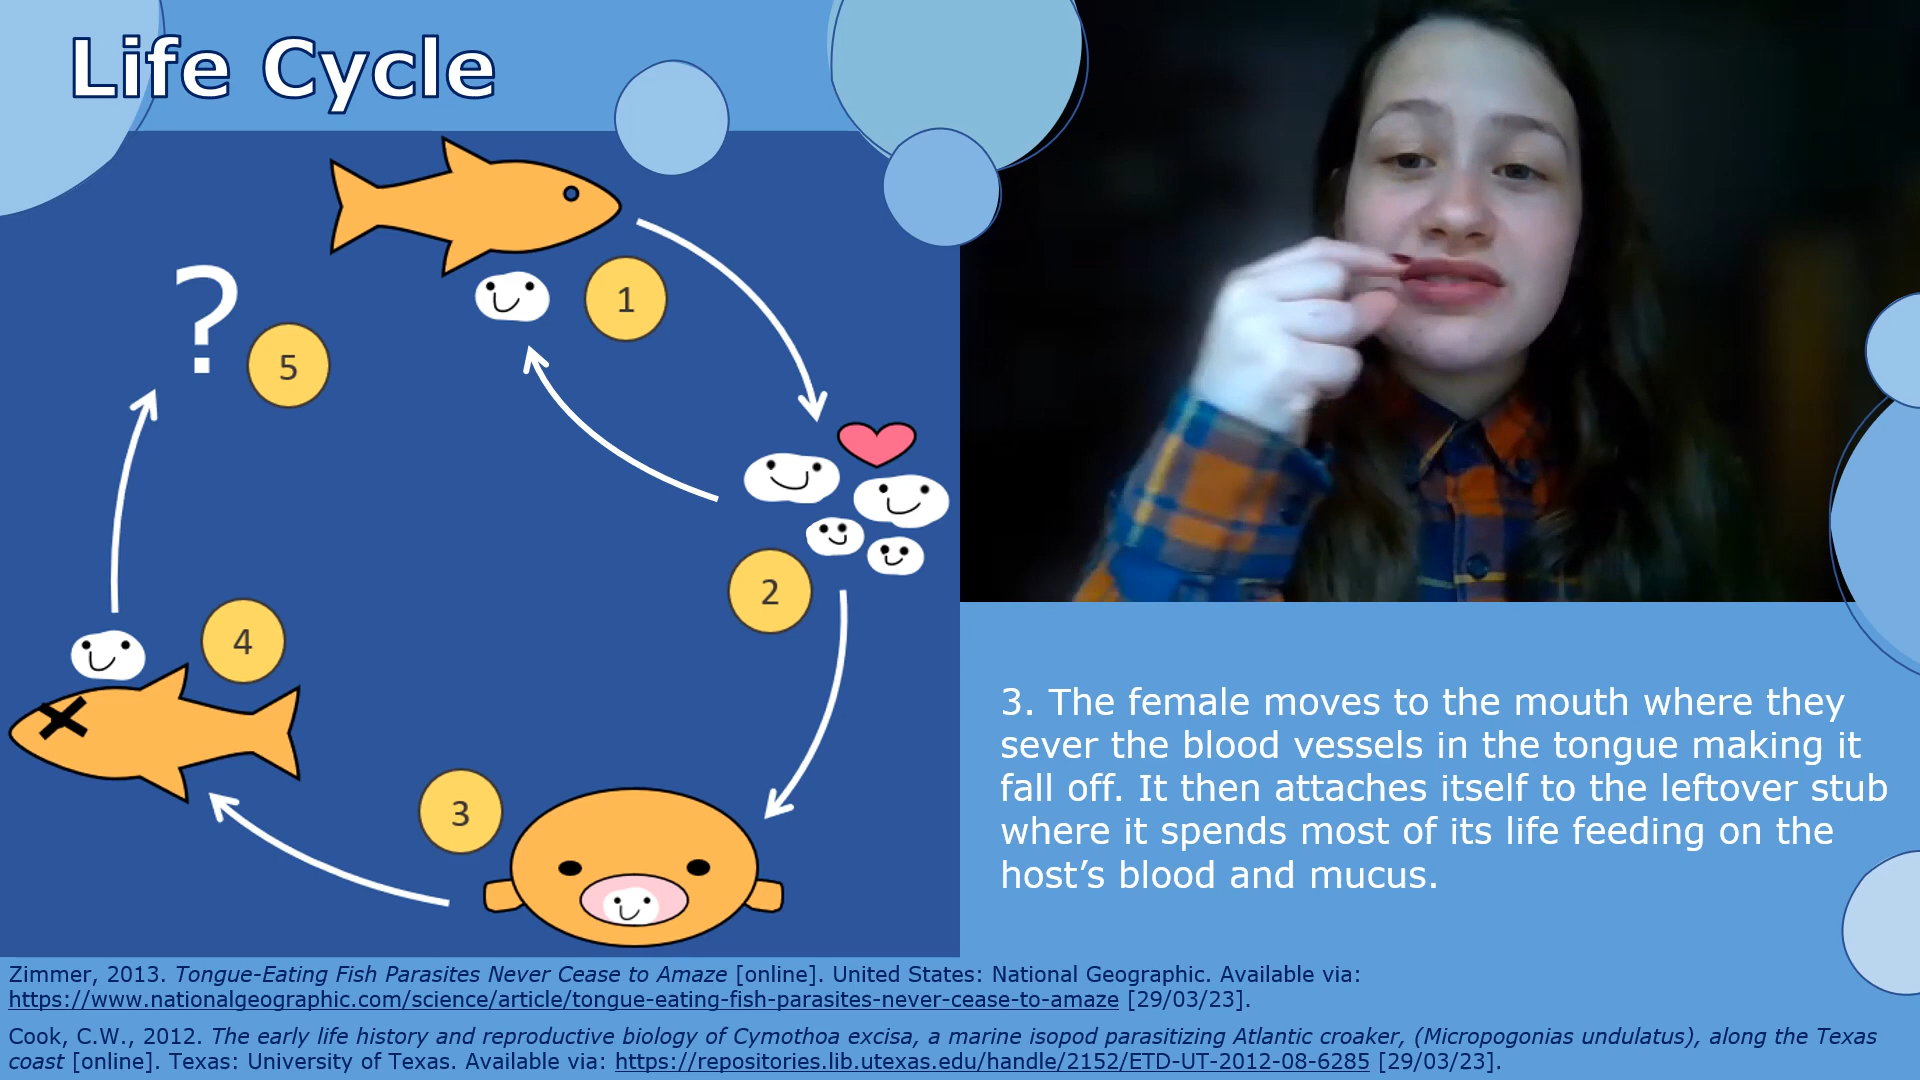 Life Cycle
1
?
5
2
4
3
3. The female moves to the mouth where they
sever the blood vessels in the tongue making it
fall off. It then attaches itself to the leftover stub
where it spends most of its life feeding on the
host’s blood and mucus.
Zimmer, 2013. Tongue-Eating Fish Parasites Never Cease to Amaze [online]. United States: National Geographic. Available via:
https://www.nationalgeographic.com/science/article/tongue-eating-fish-parasites-never-cease-to-amaze [29/03/23].
Cook, C.W., 2012. The early life history and reproductive biology of Cymothoa excisa, a marine isopod parasitizing Atlantic croaker, (Micropogonias undulatus), along the Texas
coast [online]. Texas: University of Texas. Available via: https://repositories.lib.utexas.edu/handle/2152/ETD-UT-2012-08-6285 [29/03/23].